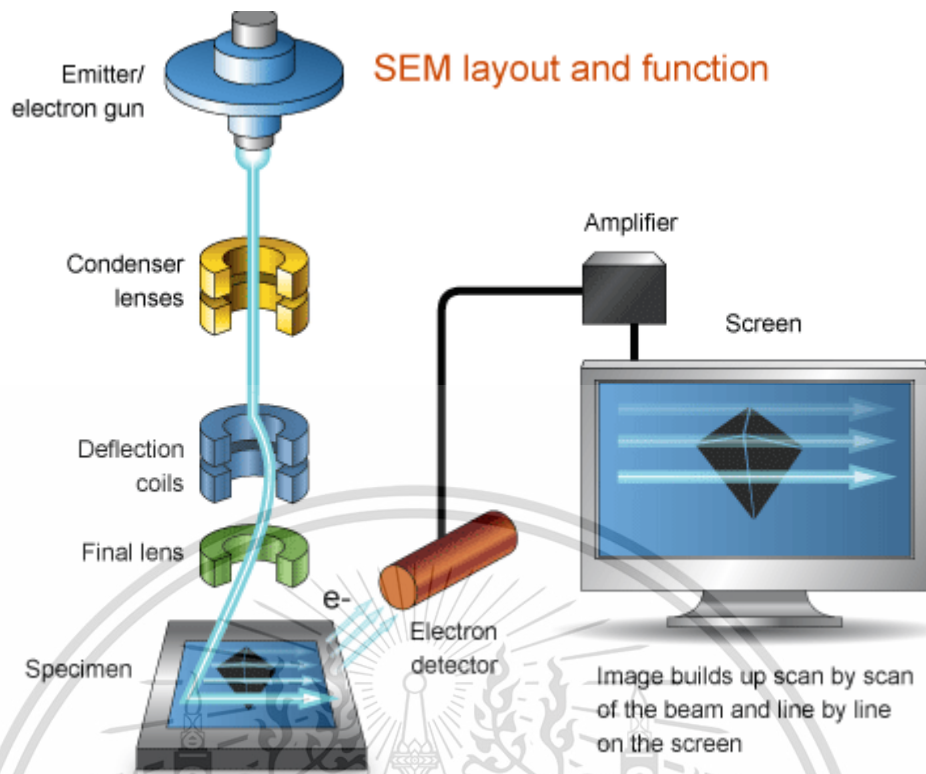 SEM layout and function
Emitter/
electron gun
Condenser
lenses
Deflection
coils
Final lens
Specimen
e-
Electron
detector
Amplifier
Screen
Image builds up scan by scan
of the beam and line by line
on the screen